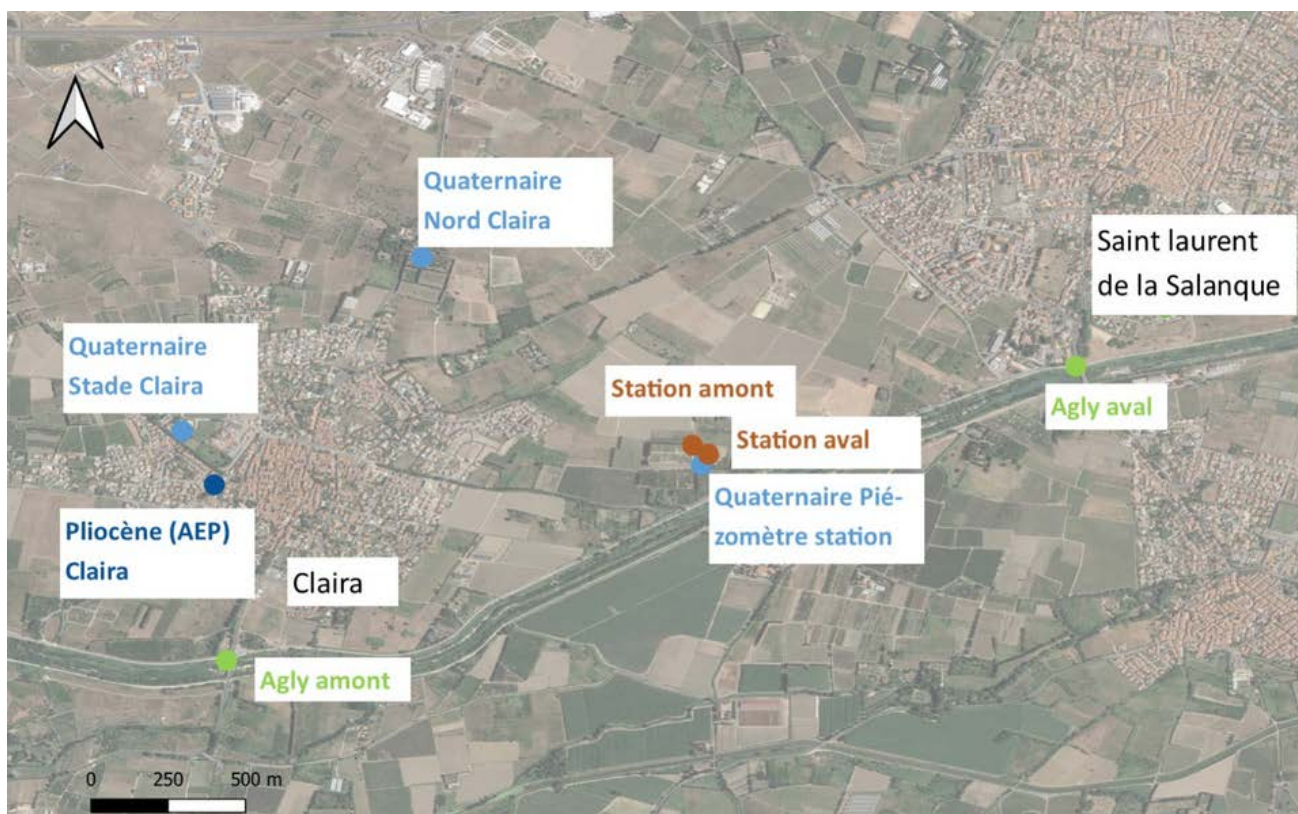 Quaternaire
Nord Claira
Saint laurent
de la Salanque
Quaternaire
Stade Claira
Station amont
Agly aval
Station aval
Quaternaire Pié-
zomètre station
Pliocène (AEP)
Claira
Claira
Agly amont
0 250 500 m